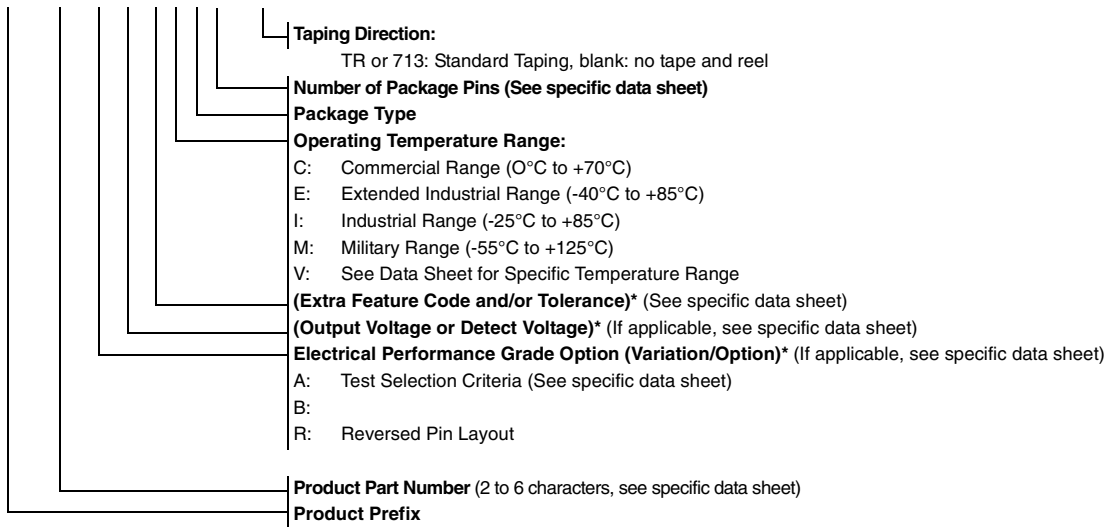 Taping Direction:
TR or 713: Standard Taping, blank: no tape and reel
Number of Package Pins (See specific data sheet)
Package Type
Operating Temperature Range:
C: Commercial Range (O°C to +70°C)
E: Extended Industrial Range (-40°C to +85°C)
I: Industrial Range (-25°C to +85°C)
M: Military Range (-55°C to +125°C)
V: See Data Sheet for Specific Temperature Range
(Extra Feature Code and/or Tolerance)* (See specific data sheet)
(Output Voltage or Detect Voltage)* (If applicable, see specific data sheet)
Electrical Performance Grade Option (Variation/Option)* (If applicable, see specific data sheet)
A: Test Selection Criteria (See specific data sheet)
B:
R: Reversed Pin Layout
Product Part Number (2 to 6 characters, see specific data sheet)
Product Prefix